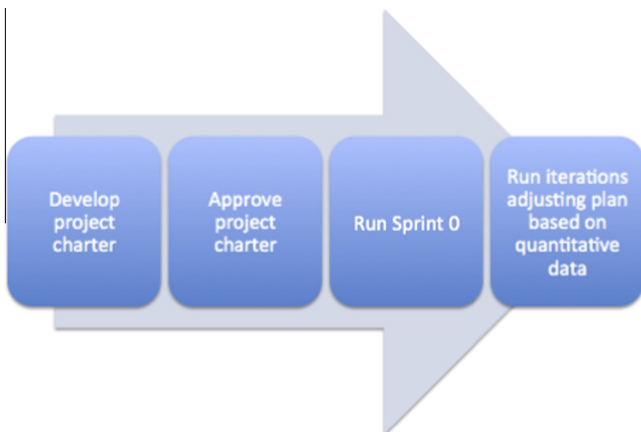 Develop
project
charter
Approve
project
charter
Run Sprint 0
Run iterations
adjusting plan
based on
quantitative
data